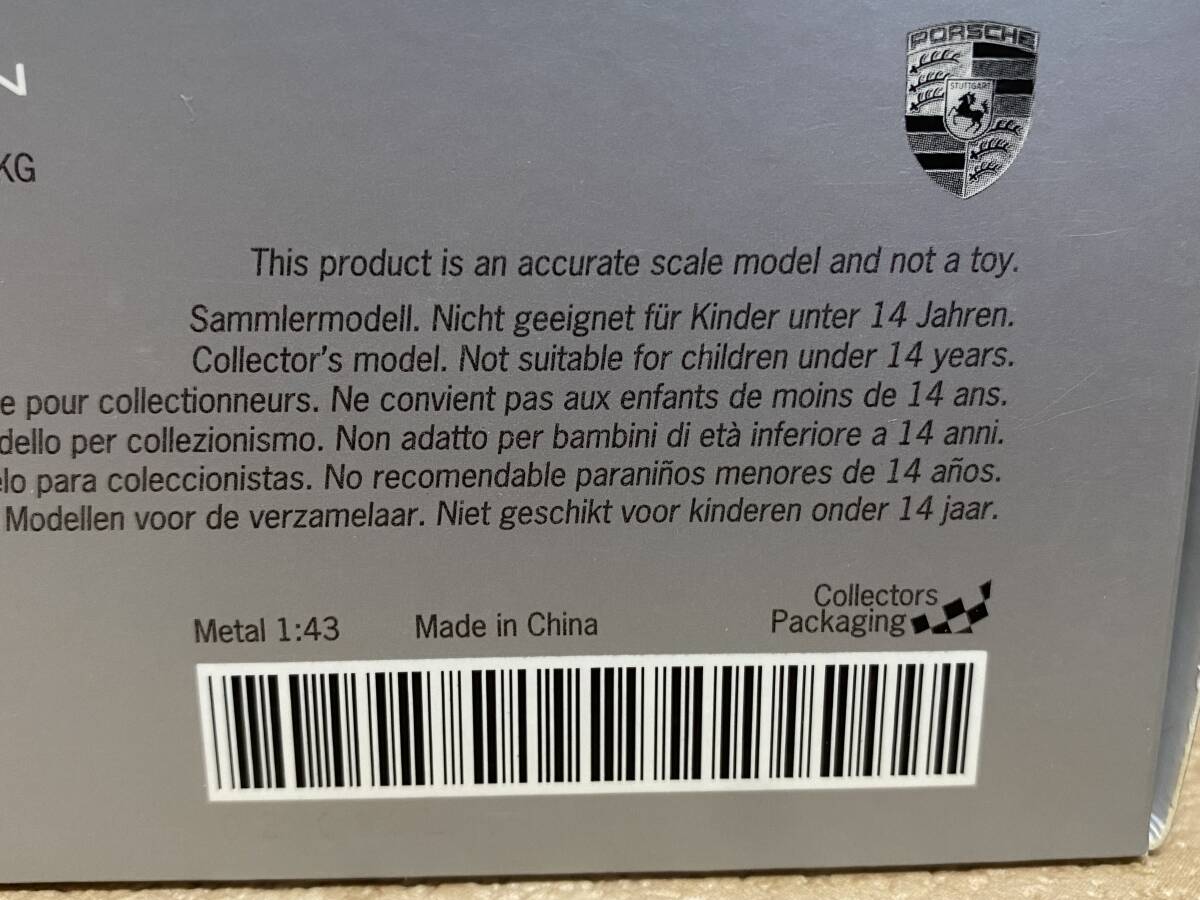 PORSCHE
STUTTGART
N
KG
This product is an accurate scale model and not a toy.
Sammlermodell. Nicht geeignet für Kinder unter 14 Jahren.
Collector's model. Not suitable for children under 14 years.
e pour collectionneurs. Ne convient pas aux enfants de moins de 14 ans.
dello per collezionismo. Non adatto per bambini di età inferiore a 14 anni.
elo para coleccionistas. No recomendable paraniños menores de 14 años.
Modellen voor de verzamelaar. Niet geschikt voor kinderen onder 14 jaar.
Metal 1:43 Made in China Collectors
Packaging